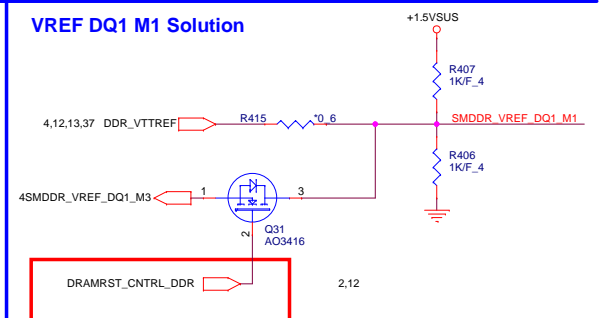 VREF DQ1 M1 Solution
+1.5VSUS
R407
1K/F_4
4,12,13,37 DDR_VTTREF
R415
*0_6
SMDDR_VREF_DQ1_M1
R406
1K/F_4
4SMDDR_VREF_DQ1_M3
1
3
2
Q31
AO3416
DRAMRST_CNTRL_DDR
2,12